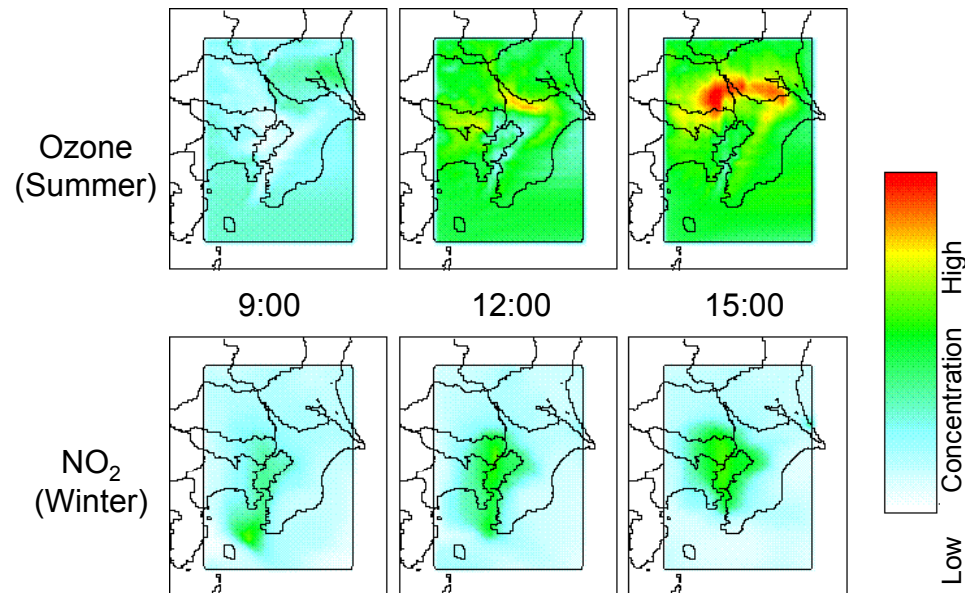 Ozone
(Summer)
9:00
12:00
15:00
NO₂
(Winter)
Low Concentration High